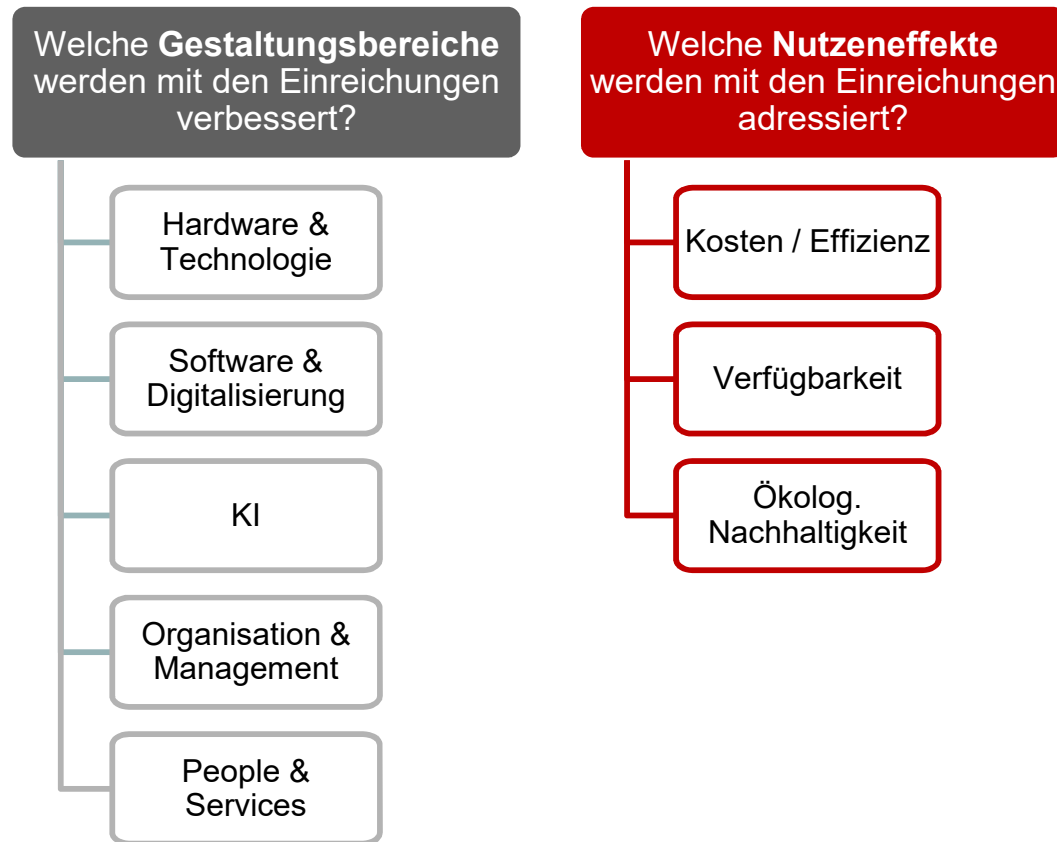 Welche Gestaltungsbereiche
werden mit den Einreichungen
verbessert?
Hardware &
Technologie
Software &
Digitalisierung
KI
Organisation &
Management
People &
Services
Welche Nutzeneffekte
werden mit den Einreichungen
adressiert?
Kosten / Effizienz
Verfügbarkeit
Ökolog.
Nachhaltigkeit